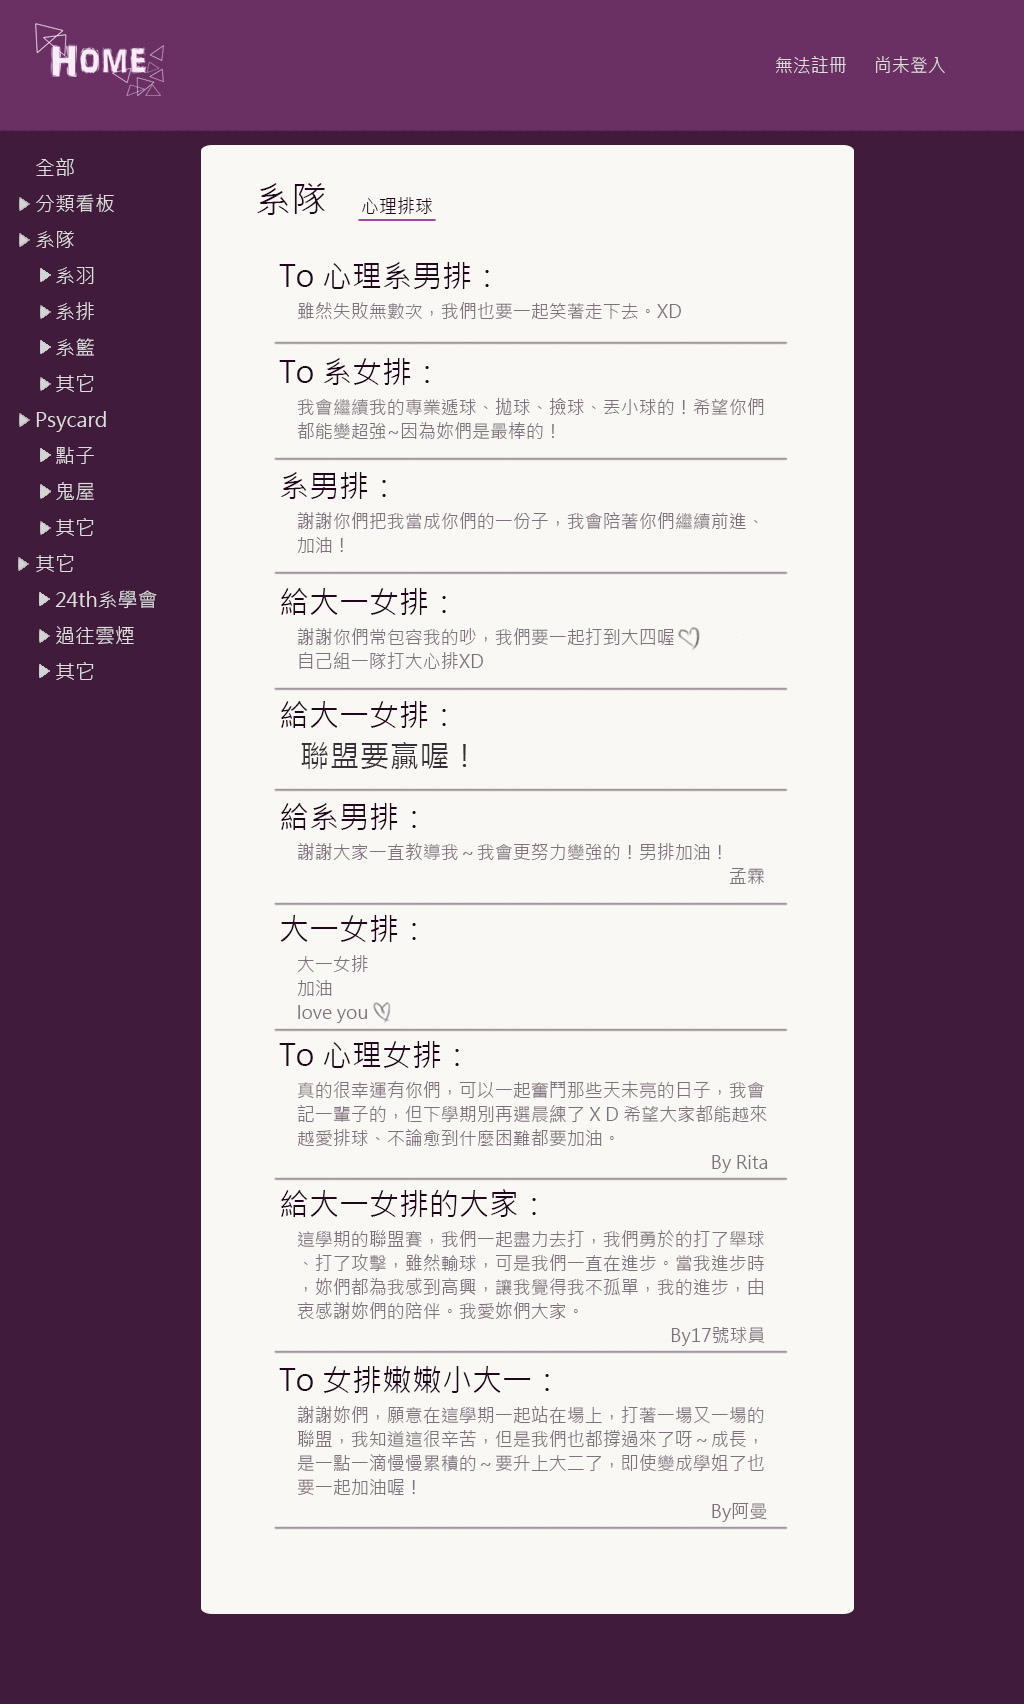 HOME
無法註冊 尚未登入
全部
分類看板
系隊
系羽
系排
系籃
其它
Psycard
點子
鬼屋
其它
其它
24th系學會
過往雲煙
其它
系隊 心理排球
To 心理系男排：
雖然失敗無數次，我們也要一起笑著走下去。XD
To 系女排：
我會繼續我的專業遞球、拋球、撿球、丟小球的！希望你們
都能變超強~因為妳們是最棒的！
系男排：
謝謝你們把我當成你們的一份子，我會陪著你們繼續前進、
加油！
給大一女排：
謝謝你們常包容我的吵，我們要一起打到大四喔♡
自己組一隊打大心排XD
給大一女排：
聯盟要贏喔！
給系男排：
謝謝大家一直教導我～我會更努力變強的！男排加油！
孟霖
大一女排：
大一女排
加油
love you♡
To 心理女排：
真的很幸運有你們，可以一起奮鬥那些天未亮的日子，我會
記一輩子的，但下學期別再選晨練了ＸＤ希望大家都能越來
越愛排球、不論愈到什麼困難都要加油。
By Rita
給大一女排的大家：
這學期的聯盟賽，我們一起盡力去打，我們勇於的打了舉球
、打了攻擊，雖然輸球，可是我們一直在進步。當我進步時
，妳們都為我感到高興，讓我覺得我不孤單，我的進步，由
衷感謝妳們的陪伴。我愛妳們大家。
By17號球員
To 女排嫩嫩小大一：
謝謝妳們，願意在這學期一起站在場上，打著一場又一場的
聯盟，我知道這很辛苦，但是我們也都撐過來了呀～成長，
是一點一滴慢慢累積的～要升上大二了，即使變成學姐了也
要一起加油喔！
By阿曼